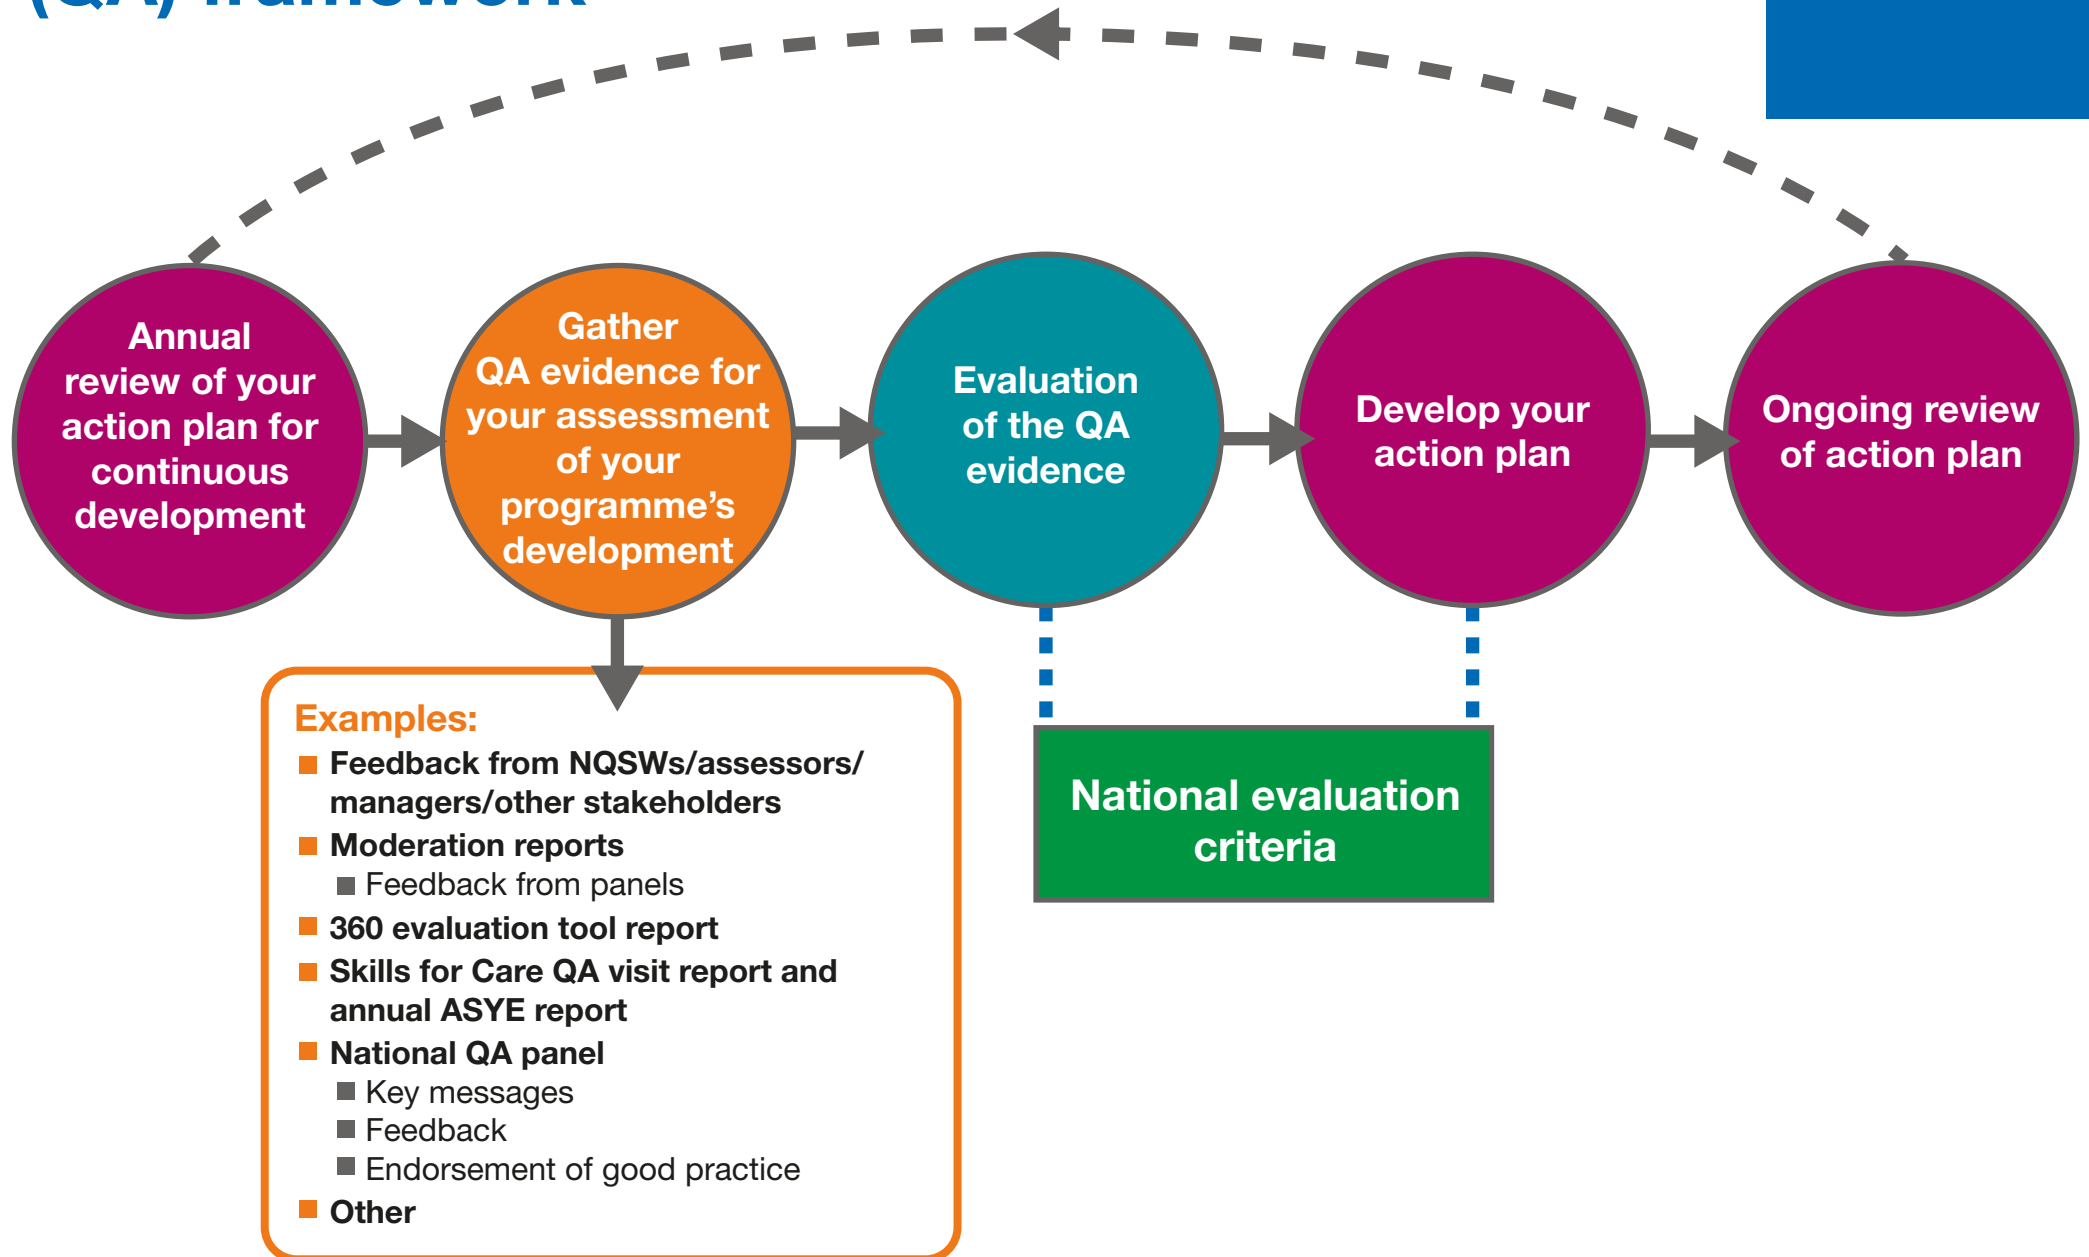 (QA) framework
Annual
review of your
action plan for
continuous
development
Gather
QA evidence for
your assessment
of your
programme’s
development
Evaluation
of the QA
evidence
Develop your
action plan
Ongoing review
of action plan
Examples:
Feedback from NQSWs/assessors/
managers/other stakeholders
Moderation reports
Feedback from panels
360 evaluation tool report
Skills for Care QA visit report and
annual ASYE report
National QA panel
Key messages
Feedback
Endorsement of good practice
Other
National evaluation
criteria